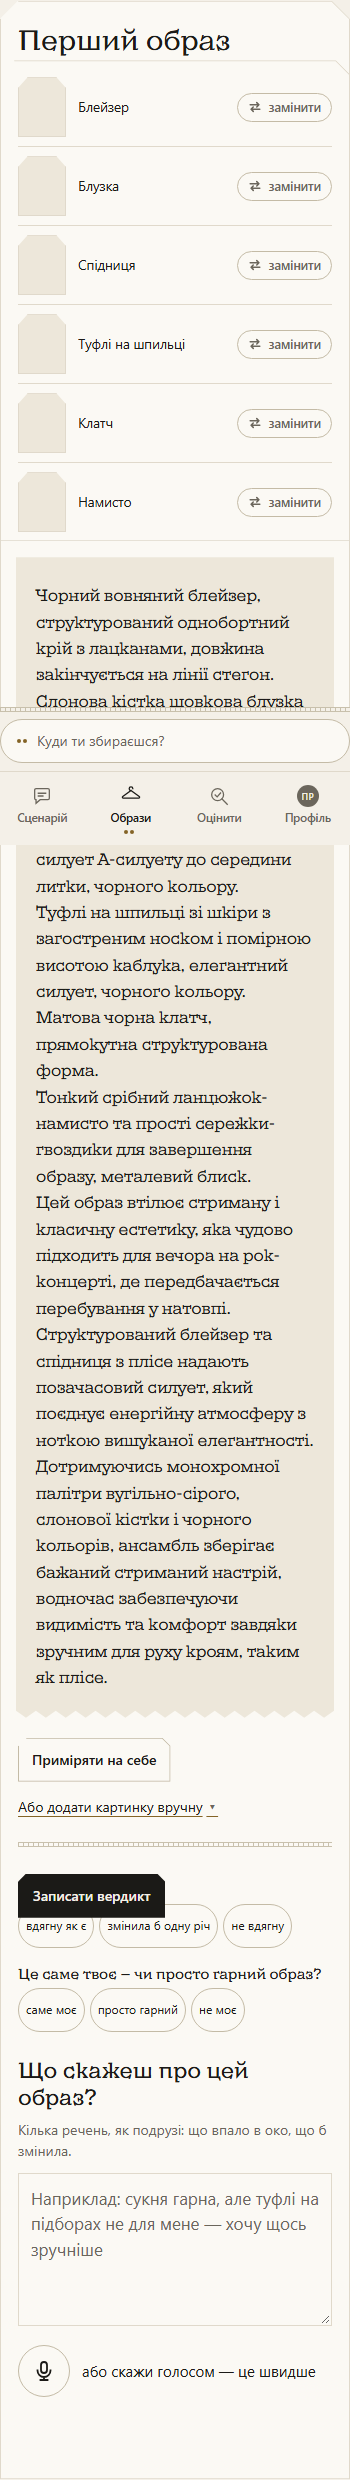 Перший образ
Блейзер
замінити
Блузка
замінити
Спідниця
замінити
Туфлі на шпильці
замінити
Клатч
замінити
Намисто
замінити
Чорний вовняний блейзер,
структурований однобортний
крій з лацканами, довжина
закінчується на лінії стегон.
Слонова кістка шовкова блузка
Куди ти збираєшся?
Сценарій
Образи
Оцінити
ПР
Профіль
силует А-силуету до середини
литки, чорного кольору.
Туфлі на шпильці зі шкіри з
загостреним носком і помірною
висотою каблука, елегантний
силует, чорного кольору.
Матова чорна клатч,
прямокутна структурована
форма.
Тонкий срібний ланцюжок-
намисто та прості сережки-
гвоздики для завершення
образу, металевий блиск.
Цей образ втілює стриману і
класичну естетику, яка чудово
підходить для вечора на рок-
концерті, де передбачається
перебування у натовпі.
Структурований блейзер та
спідниця з плісе надають
позачасовий силует, який
поєднує енергійну атмосферу з
ноткою вишуканої елегантності.
Дотримуючись монохромної
палітри вугільно-сірого,
слонової кістки і чорного
кольорів, ансамбль зберігає
бажаний стриманий настрій,
водночас забезпечуючи
видимість та комфорт завдяки
зручним для руху кроям, таким
як плісе.
Приміряти на себе
Або додати картинку вручну
Записати вердикт
вдягну як є
змінила б одну річ
не вдягну
Це саме твоє — чи просто гарний образ?
саме моє
просто гарний
не моє
Що скажеш про цей
образ?
Кілька речень, як подрузі: що впало в око, що б
змінила.
Наприклад: сукня гарна, але туфлі на
підборах не для мене — хочу щось
зручніше
або скажи голосом — це швидше